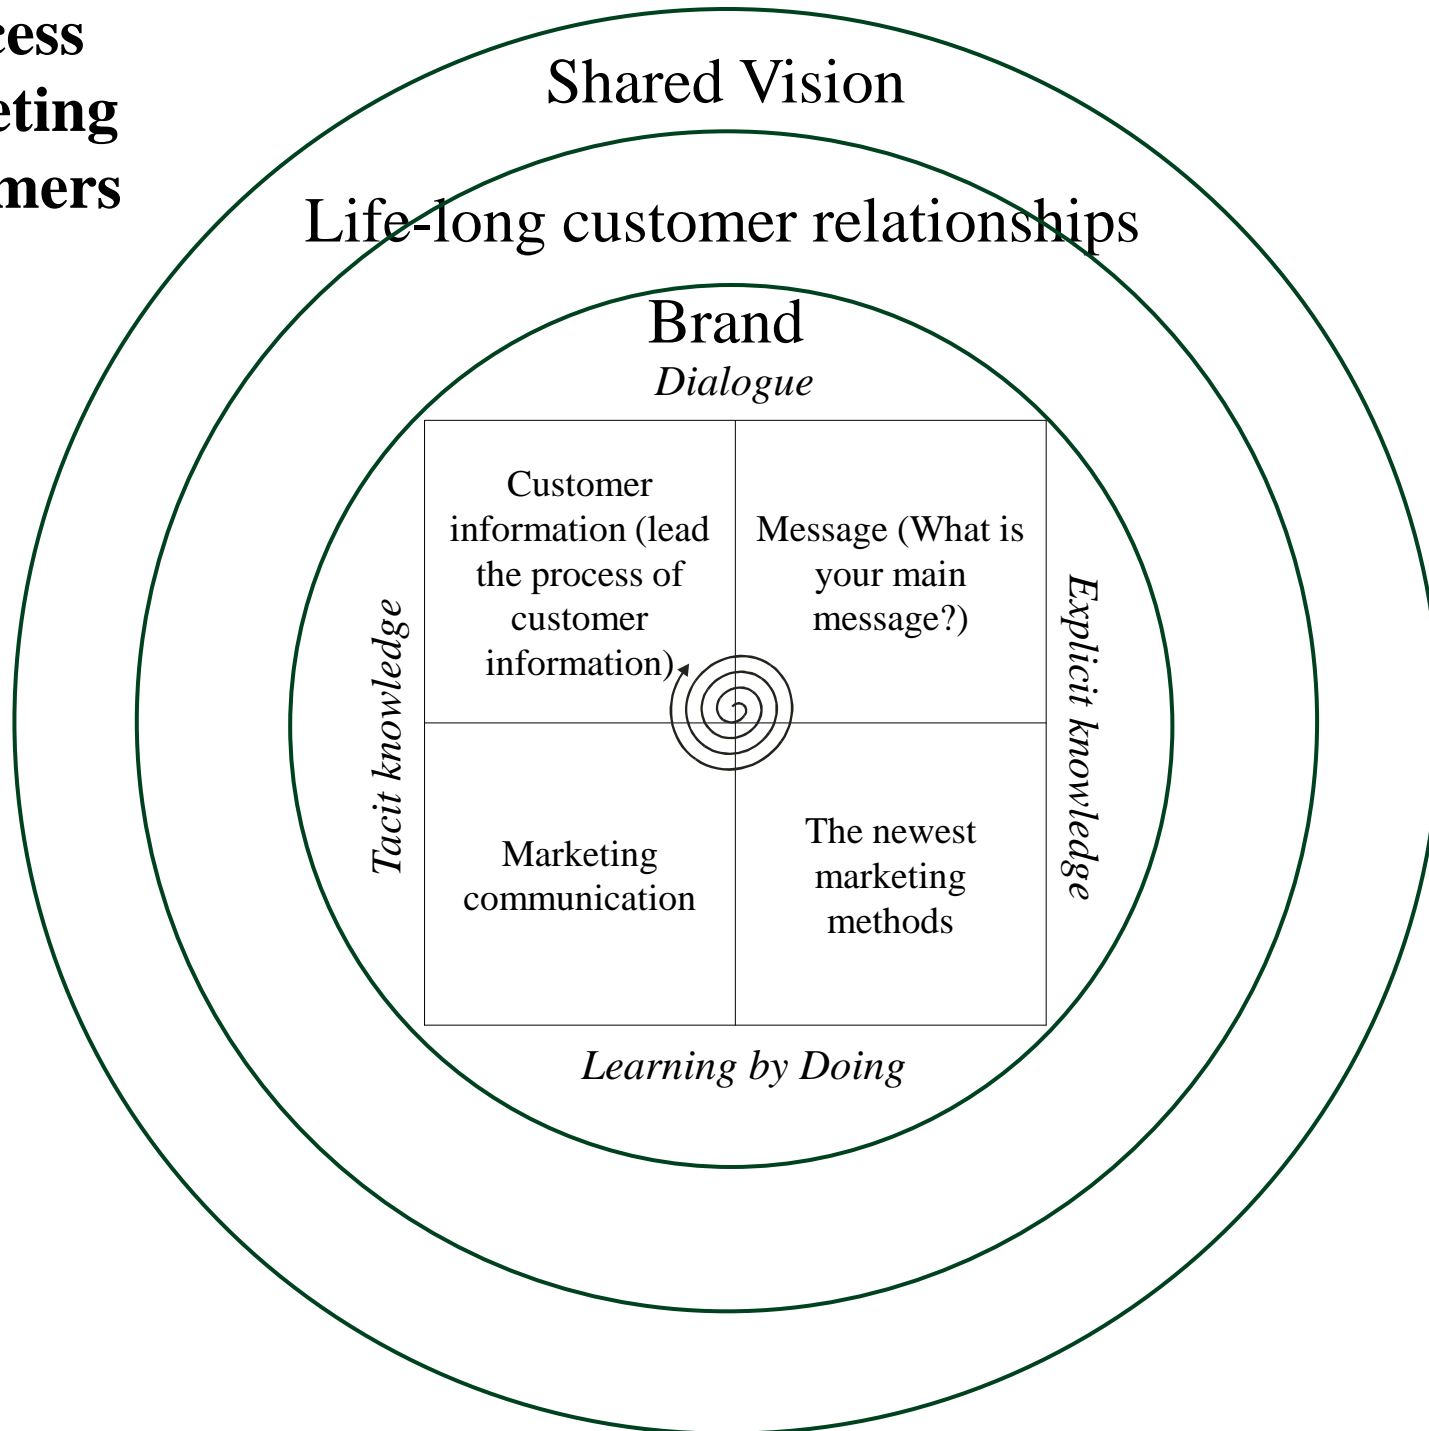 cess
eting
mers
Shared Vision
Life-long customer relationships
Brand
Dialogue
Customer
information (lead
the process of
customer
information)
Message (What is
your main
message?)
Tacit knowledge
Explicit knowledge
Marketing
communication
The newest
marketing
methods
Learning by Doing